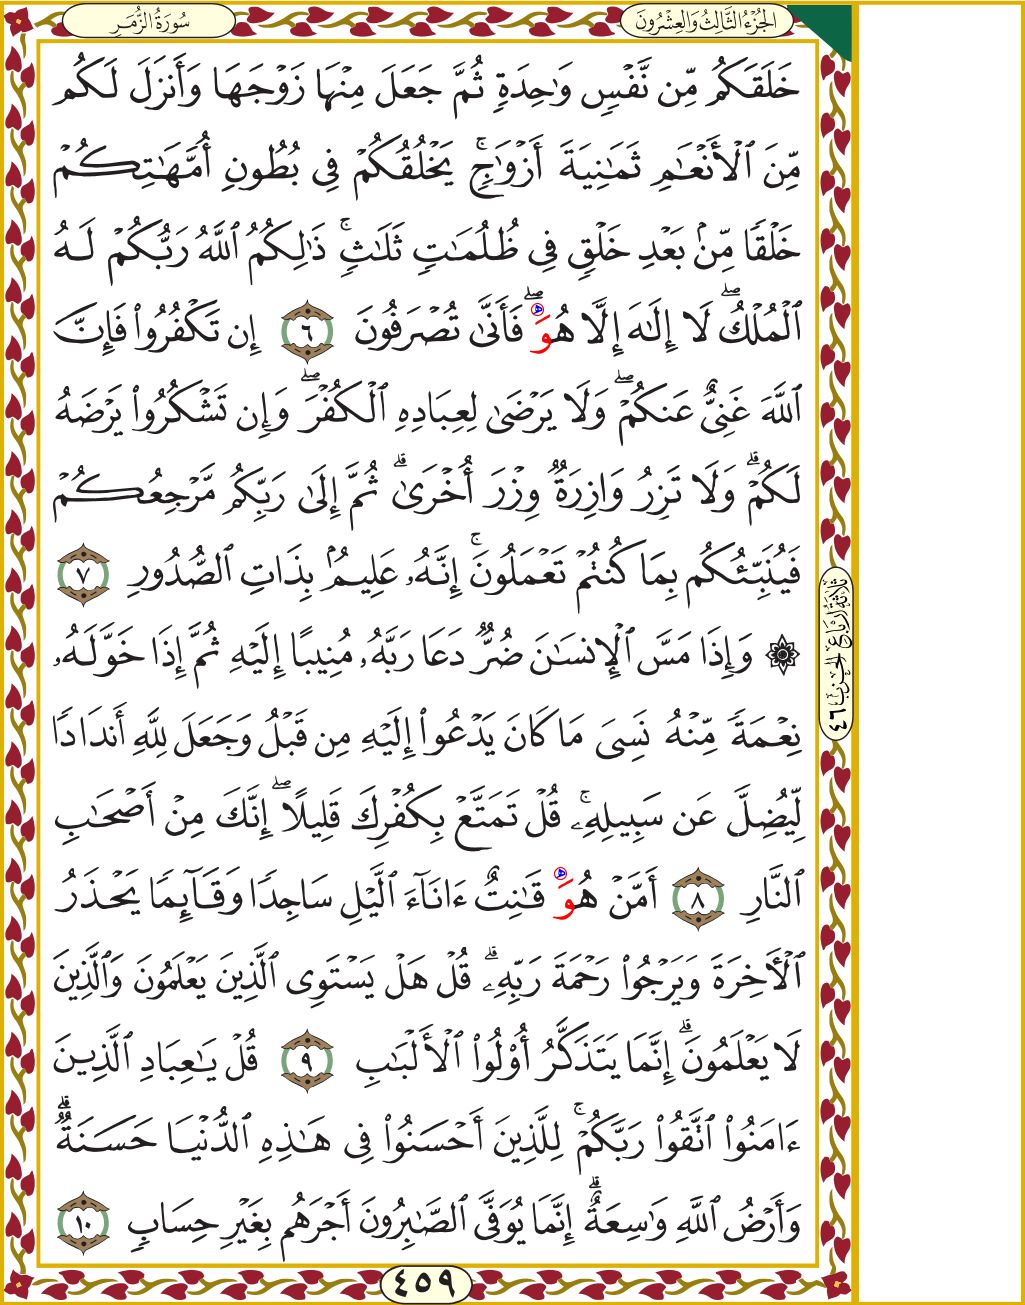 سُورَةُ الزُّمَرِ
الجُزْءُ الثَّالِثُ وَالعِشْرُونَ
خَلَقَكُم مِّن نَّفْسٍ وَٰحِدَةٍ ثُمَّ جَعَلَ مِنْهَا زَوْجَهَا وَأَنزَلَ لَكُم
مِّنَ ٱلْأَنْعَٰمِ ثَمَٰنِيَةَ أَزْوَٰجٍۚ يَخْلُقُكُمْ فِى بُطُونِ أُمَّهَٰتِكُمْ
خَلْقًا مِّنۢ بَعْدِ خَلْقٍ فِى ظُلُمَٰتٍ ثَلَٰثٍۚ ذَٰلِكُمُ ٱللَّهُ رَبُّكُمْ لَهُ
ٱلْمُلْكُۖ لَآ إِلَٰهَ إِلَّا هُوَۖ فَأَنَّىٰ تُصْرَفُونَ ٦ إِن تَكْفُرُوا۟ فَإِنَّ
ٱللَّهَ غَنِىٌّ عَنكُمْۖ وَلَا يَرْضَىٰ لِعِبَادِهِ ٱلْكُفْرَۖ وَإِن تَشْكُرُوا۟ يَرْضَهُ
لَكُمْۗ وَلَا تَزِرُ وَازِرَةٌ وِزْرَ أُخْرَىٰۗ ثُمَّ إِلَىٰ رَبِّكُم مَّرْجِعُكُمْ
فَيُنَبِّئُكُم بِمَا كُنتُمْ تَعْمَلُونَۚ إِنَّهُۥ عَلِيمٌۢ بِذَاتِ ٱلصُّدُورِ ٧
۞ وَإِذَا مَسَّ ٱلْإِنسَٰنَ ضُرٌّ دَعَا رَبَّهُۥ مُنِيبًا إِلَيْهِ ثُمَّ إِذَا خَوَّلَهُۥ
نِعْمَةً مِّنْهُ نَسِىَ مَا كَانَ يَدْعُوٓا۟ إِلَيْهِ مِن قَبْلُ وَجَعَلَ لِلَّهِ أَندَادًا
لِّيُضِلَّ عَن سَبِيلِهِۦۚ قُلْ تَمَتَّعْ بِكُفْرِكَ قَلِيلًاۖ إِنَّكَ مِنْ أَصْحَٰبِ
ٱلنَّارِ ٨ أَمَّنْ هُوَ قَٰنِتٌ ءَانَآءَ ٱلَّيْلِ سَاجِدًا وَقَآئِمًا يَحْذَرُ
ٱلْأَخِرَةَ وَيَرْجُوا۟ رَحْمَةَ رَبِّهِۦۗ قُلْ هَلْ يَسْتَوِى ٱلَّذِينَ يَعْلَمُونَ وَٱلَّذِينَ
لَا يَعْلَمُونَۗ إِنَّمَا يَتَذَكَّرُ أُو۟لُوا۟ ٱلْأَلْبَٰبِ ٩ قُلْ يَٰعِبَادِ ٱلَّذِينَ
ءَامَنُوا۟ ٱتَّقُوا۟ رَبَّكُمْۚ لِلَّذِينَ أَحْسَنُوا۟ فِى هَٰذِهِ ٱلدُّنْيَا حَسَنَةٌۗ
وَأَرْضُ ٱللَّهِ وَٰسِعَةٌۗ إِنَّمَا يُوَفَّى ٱلصَّٰبِرُونَ أَجْرَهُم بِغَيْرِ حِسَابٍ ١٠
ثلاثة أرباع الحزب ٤٦
٤٥٩